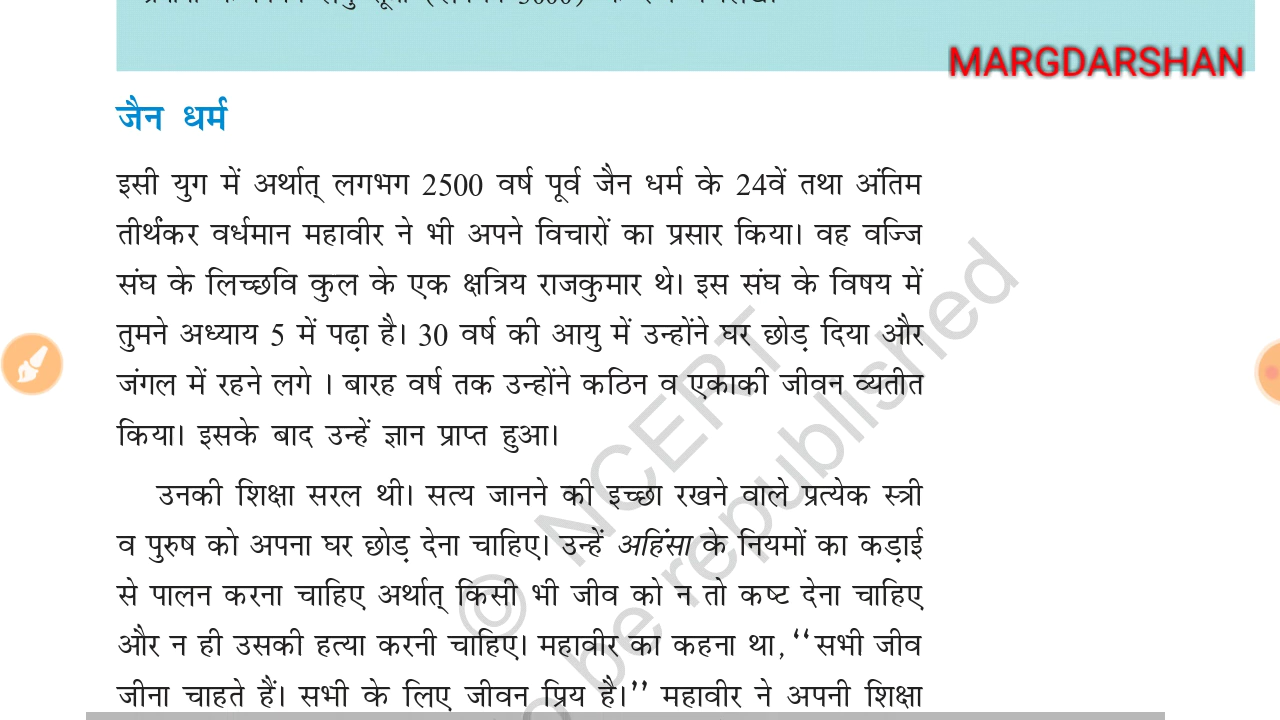 MARGDARSHAN
जैन धर्म
इसी युग में अर्थात् लगभग 2500 वर्ष पूर्व जैन धर्म के 24वें तथा अंतिम
तीर्थंकर वर्धमान महावीर ने भी अपने विचारों का प्रसार किया। वह वज्जि
संघ के लिच्छवि कुल के एक क्षत्रिय राजकुमार थे। इस संघ के विषय में
तुमने अध्याय 5 में पढ़ा है। 30 वर्ष की आयु में उन्होंने घर छोड़ दिया और
जंगल में रहने लगे । बारह वर्ष तक उन्होंने कठिन व एकाकी जीवन व्यतीत
किया। इसके बाद उन्हें ज्ञान प्राप्त हुआ।
उनकी शिक्षा सरल थी। सत्य जानने की इच्छा रखने वाले प्रत्येक स्त्री
व पुरुष को अपना घर छोड़ देना चाहिए। उन्हें अहिंसा के नियमों का कड़ाई
से पालन करना चाहिए अर्थात् किसी भी जीव को न तो कष्ट देना चाहिए
और न ही उसकी हत्या करनी चाहिए। महावीर का कहना था, “सभी जीव
जीना चाहते हैं। सभी के लिए जीवन प्रिय है।” महावीर ने अपनी शिक्षा
© NCERT
o be republished